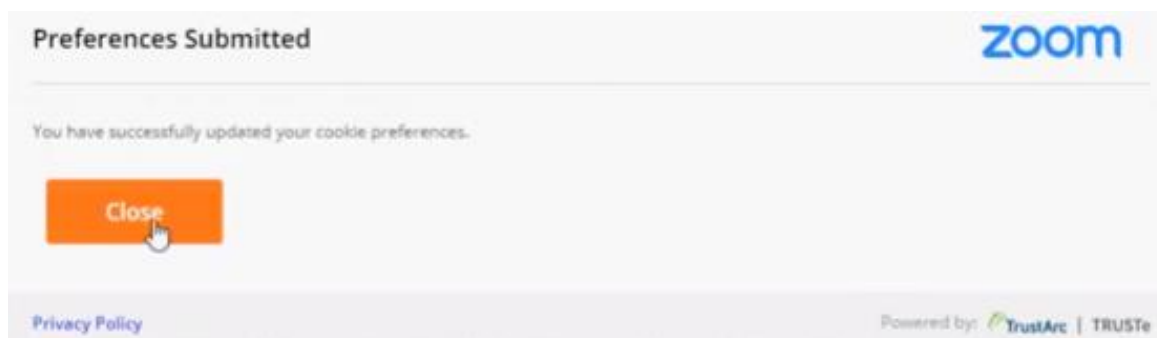 Preferences Submitted
zoom
You have successfully updated your cookie preferences.
Close
Privacy Policy
Powered by: TrustArc | TRUSTe